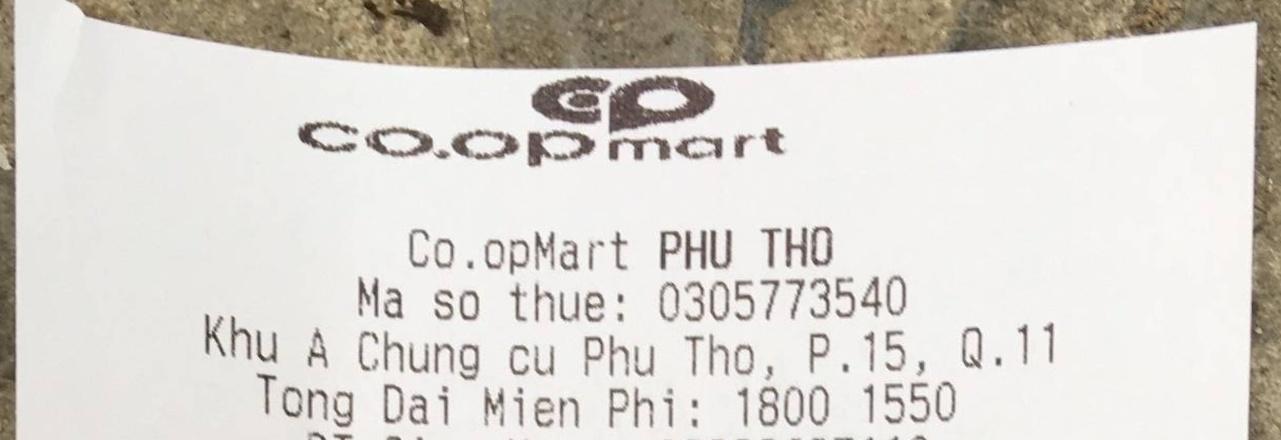 co.opmart
Co.opMart PHU THO
Ma so thue: 0305773540
Khu A Chung cu Phu Tho, P.15, Q.11
Tong Dai Mien Phi: 1800 1550